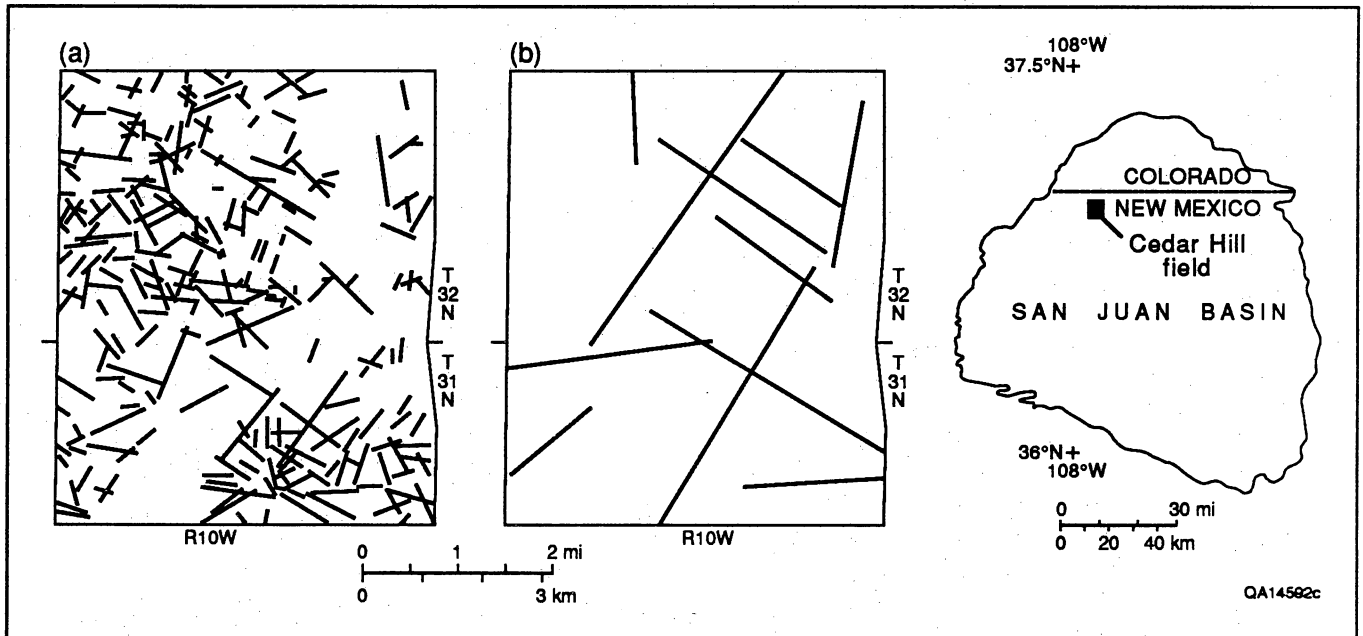 (a)
T
32
N
T
31
N
R10W
(b)
T
32
N
T
31
N
R10W
0 1 2 mi
0 3 km
108°W
37.5°N+
COLORADO
NEW MEXICO
Cedar Hill
field
SAN JUAN BASIN
36°N+
108°W
0 30 mi
0 20 40 km
QA14592c